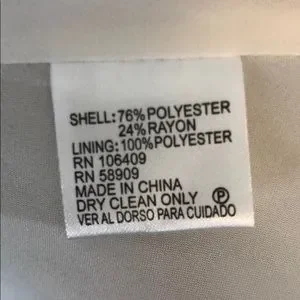 SHELL: 76% POLYESTER
24% RAYON
LINING: 100% POLYESTER
RN 106409
RN 58909
MADE IN CHINA
DRY CLEAN ONLY Ⓟ
VER AL DORSO PARA CUIDADO